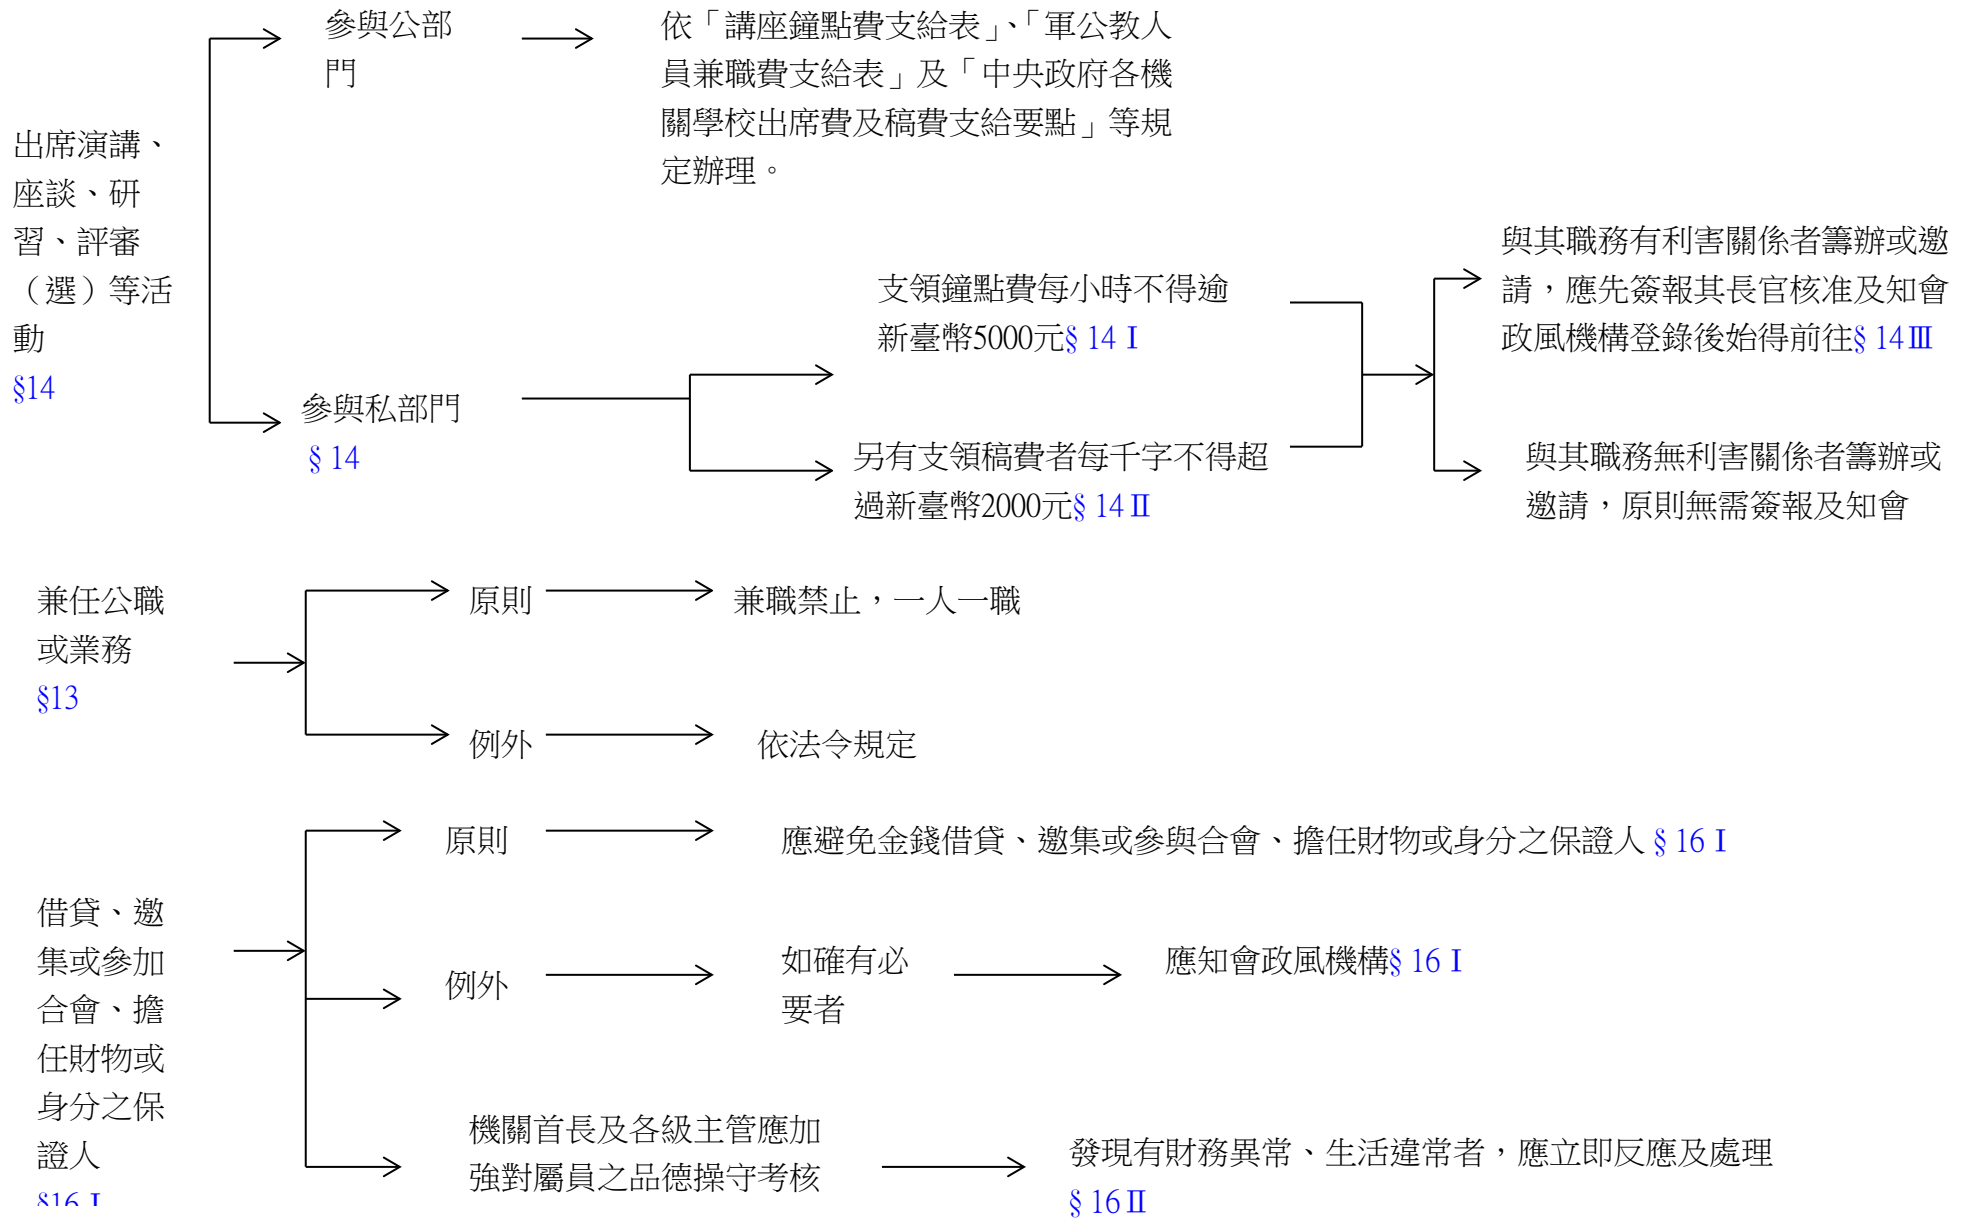 出席演講、
座談、研
習、評審
（選）等活
動
§14
參與公部
門
依「講座鐘點費支給表」、「軍公教人
員兼職費支給表」及「中央政府各機
關學校出席費及稿費支給要點」等規
定辦理。
參與私部門
§ 14
支領鐘點費每小時不得逾
新臺幣5000元§ 14 I
另有支領稿費者每千字不得超
過新臺幣2000元§ 14 II
與其職務有利害關係者籌辦或邀
請，應先簽報其長官核准及知會
政風機構登錄後始得前往§ 14Ⅲ
與其職務無利害關係者籌辦或
邀請，原則無需簽報及知會
兼任公職
或業務
§13
原則
兼職禁止，一人一職
例外
依法令規定
借貸、邀
集或參加
合會、擔
任財物或
身分之保
證人
§16 I
原則
應避免金錢借貸、邀集或參與合會、擔任財物或身分之保證人 § 16 I
例外
如確有必
要者
應知會政風機構§ 16 I
機關首長及各級主管應加
強對屬員之品德操守考核
發現有財務異常、生活違常者，應立即反應及處理
§ 16 II